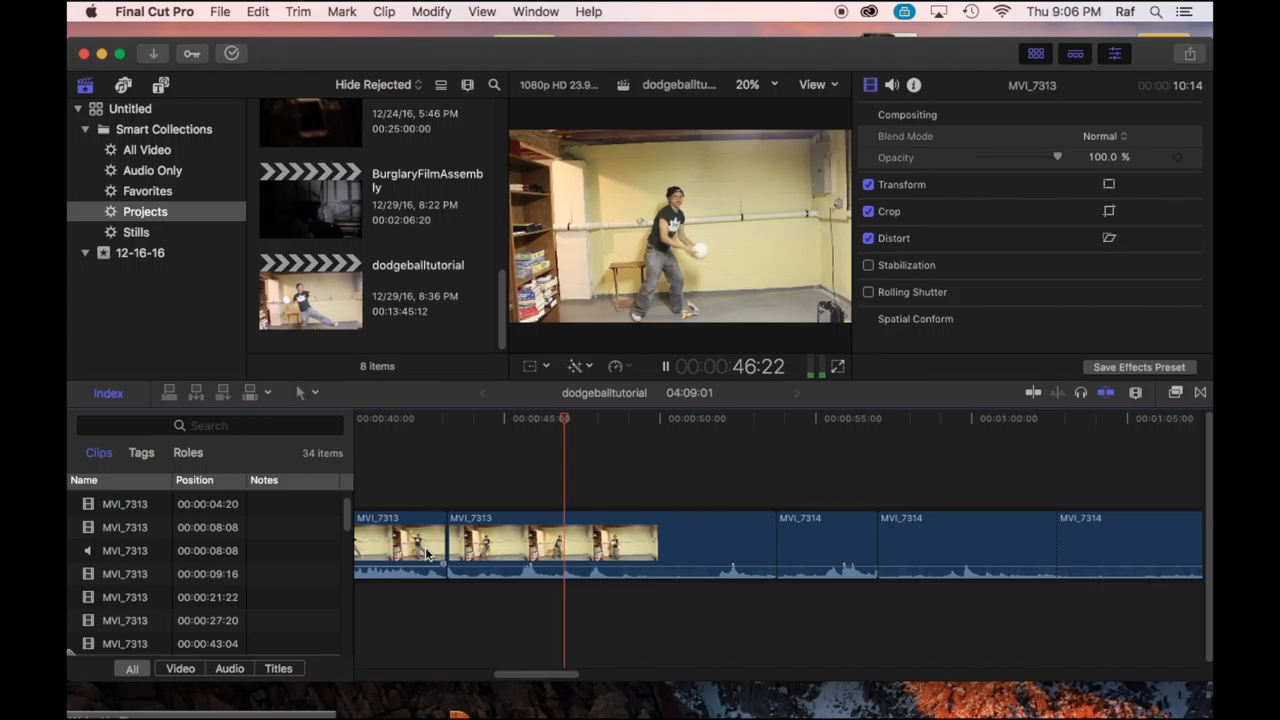 Final Cut Pro File Edit Trim Mark Clip Modify View Window Help Thu 9:06 PM Raf
Hide Rejected 1080p HD 23.9... dodgeballtu... 20% View MVI_7313 00:00:10:14
Untitled
Smart Collections
All Video
Audio Only
Favorites
Projects
Stills
12-16-16
12/24/16, 5:46 PM
00:25:00:00
BurglaryFilmAssemb
ly
12/29/16, 8:22 PM
00:02:06:20
dodgeballtutorial
12/29/16, 8:36 PM
00:13:45:12
8 items
00:00:46:22
Compositing
Blend Mode Normal
Opacity 100.0 %
Transform
Crop
Distort
Stabilization
Rolling Shutter
Spatial Conform
Save Effects Preset
Index dodgeballtutorial 04:09:01
Search
Clips Tags Roles 34 items
Name Position Notes
MVI_7313 00:00:04:20
MVI_7313 00:00:08:08
MVI_7313 00:00:08:08
MVI_7313 00:00:09:16
MVI_7313 00:00:21:22
MVI_7313 00:00:27:20
MVI_7313 00:00:43:04
All Video Audio Titles
00:00:40:00 00:00:45:00 00:00:50:00 00:00:55:00 00:01:00:00 00:01:05:00
MVI_7313 MVI_7313 MVI_7314 MVI_7314 MVI_7314